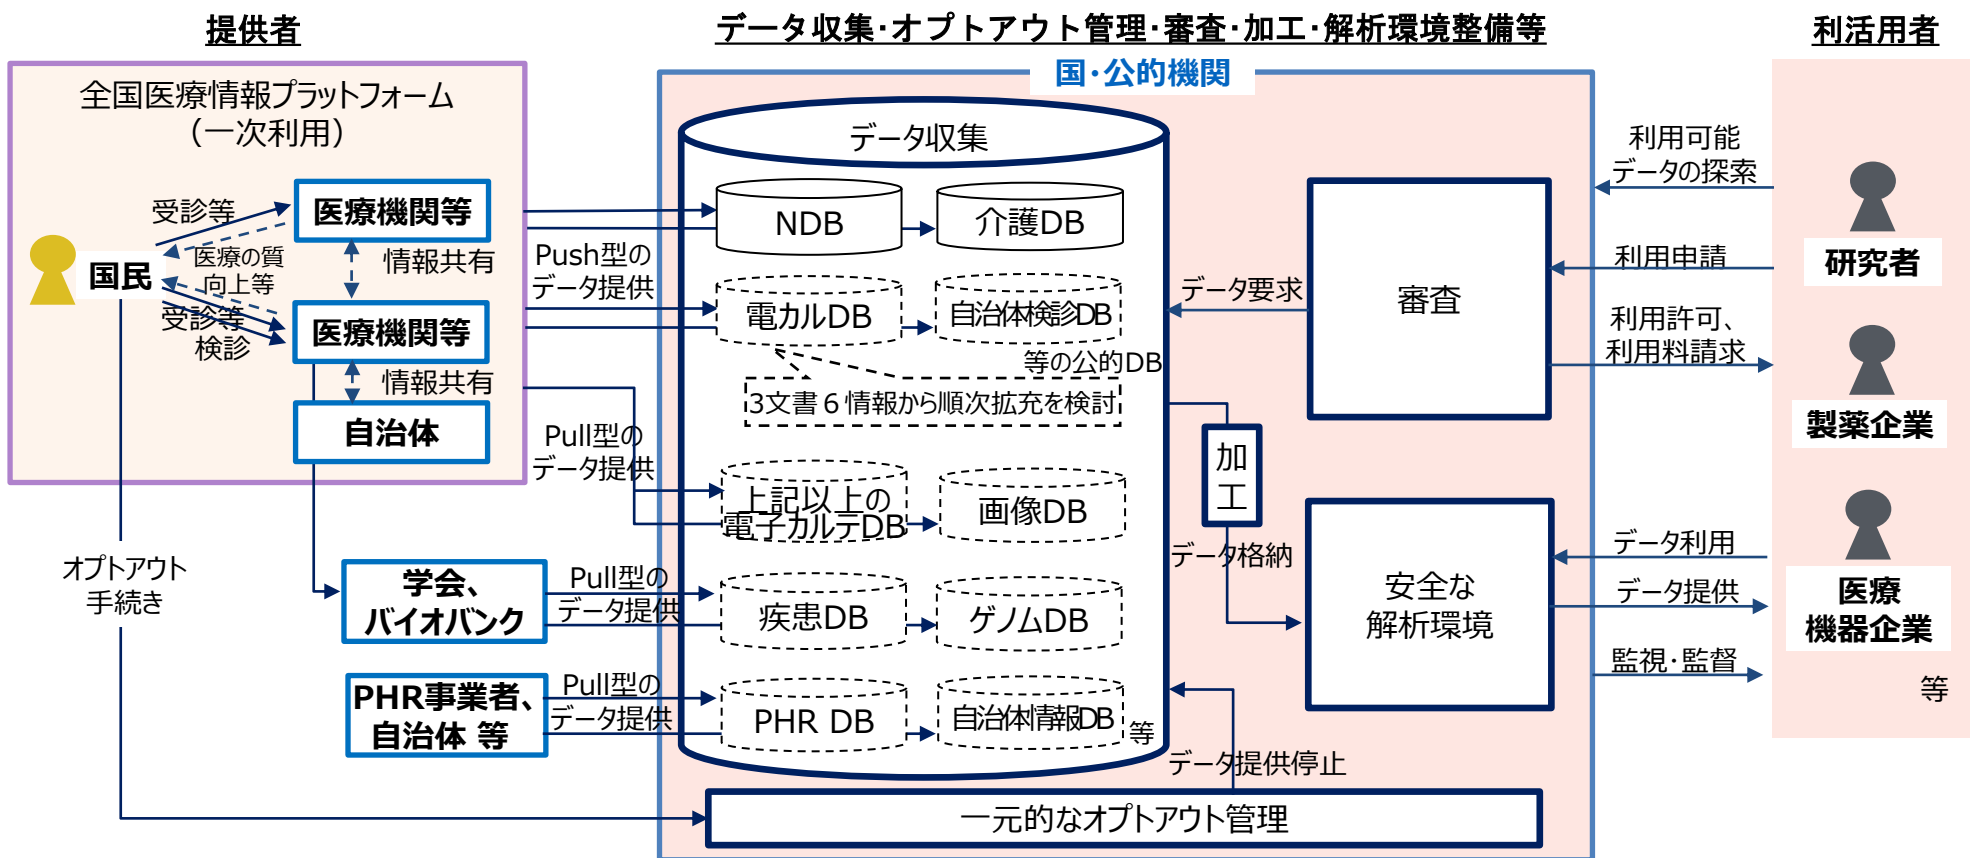 提供者
データ収集・オプトアウト管理・審査・加工・解析環境整備等
利活用者
全国医療情報プラットフォーム
（一次利用）
国民
受診等
医療の質
向上等
受診等
検診
医療機関等
情報共有
医療機関等
情報共有
自治体
オプトアウト
手続き
学会、
バイオバンク
PHR事業者、
自治体 等
Push型の
データ提供
Pull型の
データ提供
Pull型の
データ提供
Pull型の
データ提供
国・公的機関
データ収集
NDB
介護DB
電カルDB
自治体検診DB
等の公的DB
3文書６情報から順次拡充を検討
上記以上の
電子カルテDB
画像DB
疾患DB
ゲノムDB
PHR DB
自治体情報DB
等
データ要求
審査
加
工
データ格納
安全な
解析環境
データ提供停止
一元的なオプトアウト管理
利用可能
データの探索
利用申請
利用許可、
利用料請求
データ利用
データ提供
監視・監督
研究者
製薬企業
医療
機器企業
等